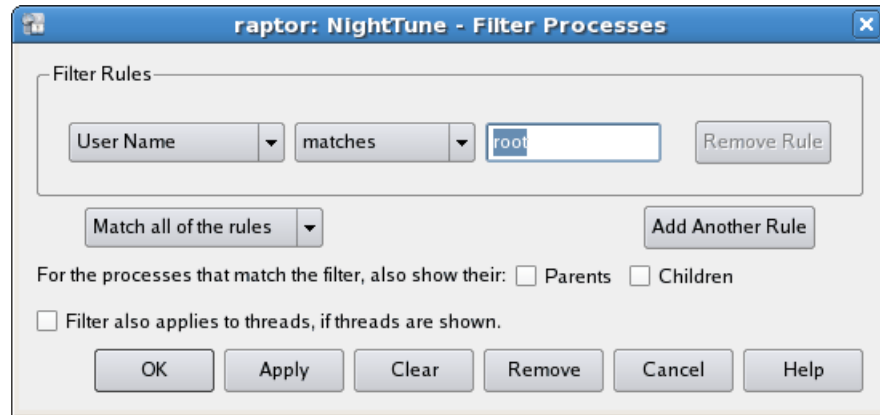 raptor: NightTune - Filter Processes
Filter Rules
User Name matches root Remove Rule
Match all of the rules Add Another Rule
For the processes that match the filter, also show their: Parents Children
Filter also applies to threads, if threads are shown.
OK Apply Clear Remove Cancel Help